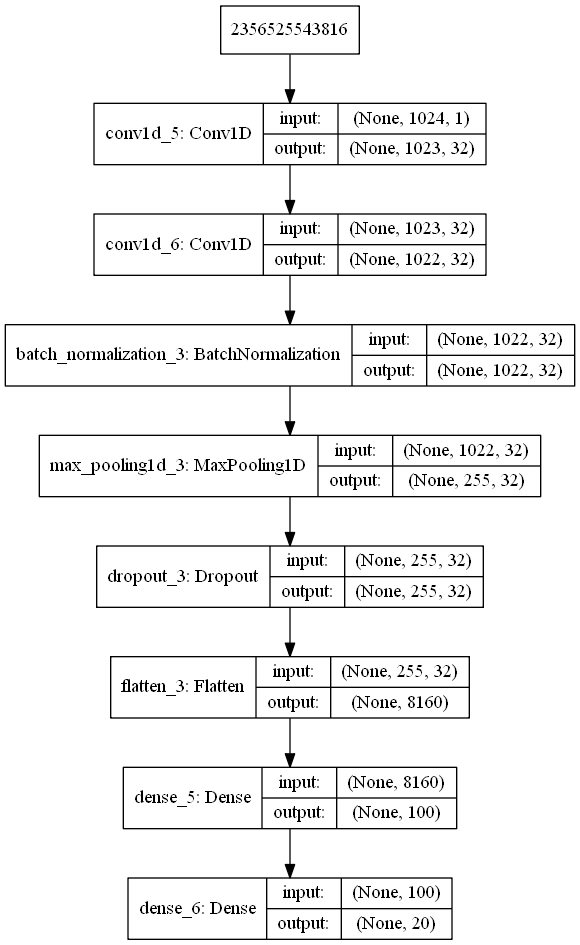 2356525543816
conv1d_5: Conv1D
input: (None, 1024, 1)
output: (None, 1023, 32)
conv1d_6: Conv1D
input: (None, 1023, 32)
output: (None, 1022, 32)
batch_normalization_3: BatchNormalization
input: (None, 1022, 32)
output: (None, 1022, 32)
max_pooling1d_3: MaxPooling1D
input: (None, 1022, 32)
output: (None, 255, 32)
dropout_3: Dropout
input: (None, 255, 32)
output: (None, 255, 32)
flatten_3: Flatten
input: (None, 255, 32)
output: (None, 8160)
dense_5: Dense
input: (None, 8160)
output: (None, 100)
dense_6: Dense
input: (None, 100)
output: (None, 20)